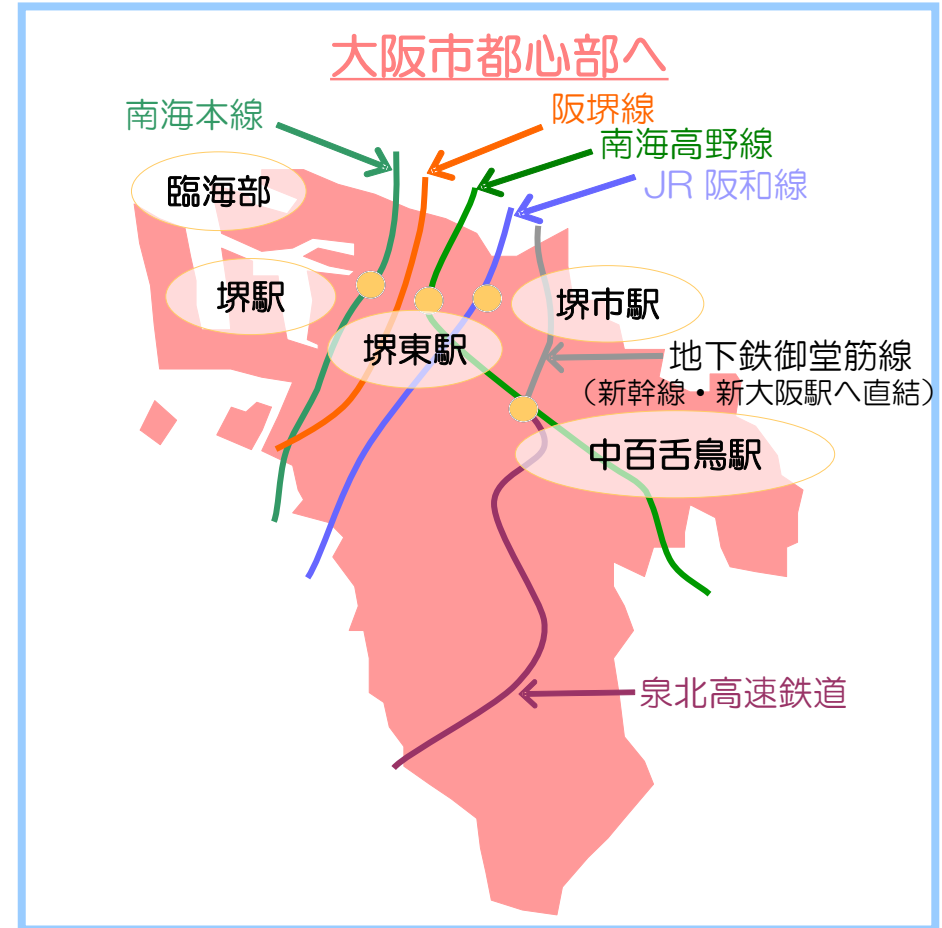 大阪市都心部へ
南海本線
阪堺線
南海高野線
JR 阪和線
臨海部
堺駅
堺市駅
堺東駅
地下鉄御堂筋線
（新幹線・新大阪駅へ直結）
中百舌鳥駅
泉北高速鉄道